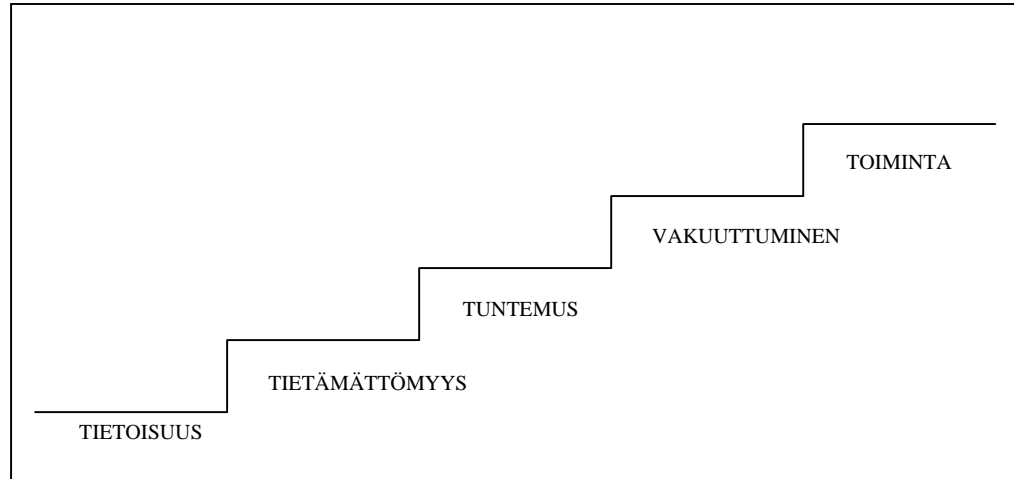 TOIMINTA
VAKUUTTUMINEN
TUNTEMUS
TIETÄMÄTTÖMYYS
TIETOISUUS